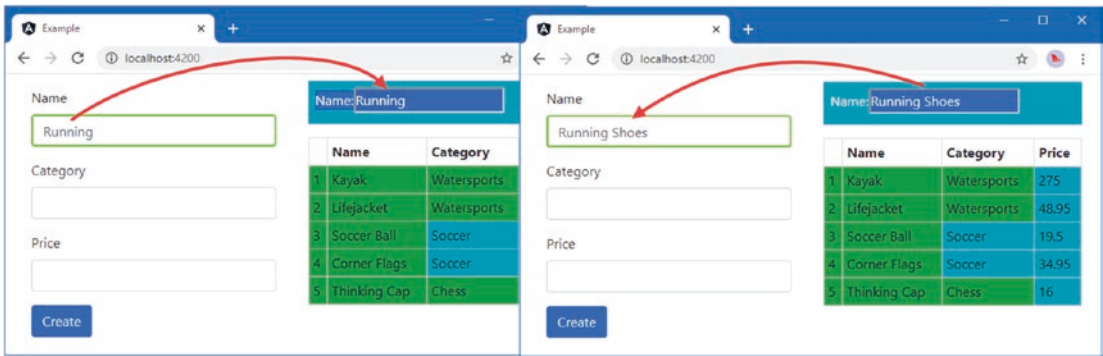 Example
localhost:4200
Name
Running
Category
Price
Create
Name: Running
Name Category
1 Kayak Watersports
2 Lifejacket Watersports
3 Soccer Ball Soccer
4 Corner Flags Soccer
5 Thinking Cap Chess
Example
localhost:4200
Name
Running Shoes
Category
Price
Create
Name: Running Shoes
Name Category Price
1 Kayak Watersports 275
2 Lifejacket Watersports 48.95
3 Soccer Ball Soccer 19.5
4 Corner Flags Soccer 34.95
5 Thinking Cap Chess 16